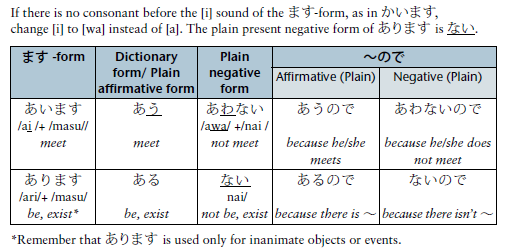 If there is no consonant before the [i] sound of the ます-form, as in かいます,
change [i] to [wa] instead of [a]. The plain present negative form of あります is ない.
ます -form
Dictionary
form/ Plain
affirmative form
Plain
negative
form
〜ので
Affirmative (Plain)
Negative (Plain)
あいます
/ai /+ /masu//
meet
あう
meet
あわない
/awa/ +/nai /
not meet
あうので
because he/she
meets
あわないので
because he/she does
not meet
あります
/ari/+ /masu/
be, exist*
ある
be, exist
ない
nai/
not be, exist
あるので
because there is 〜
ないので
because there isn't 〜
*Remember that あります is used only for inanimate objects or events.